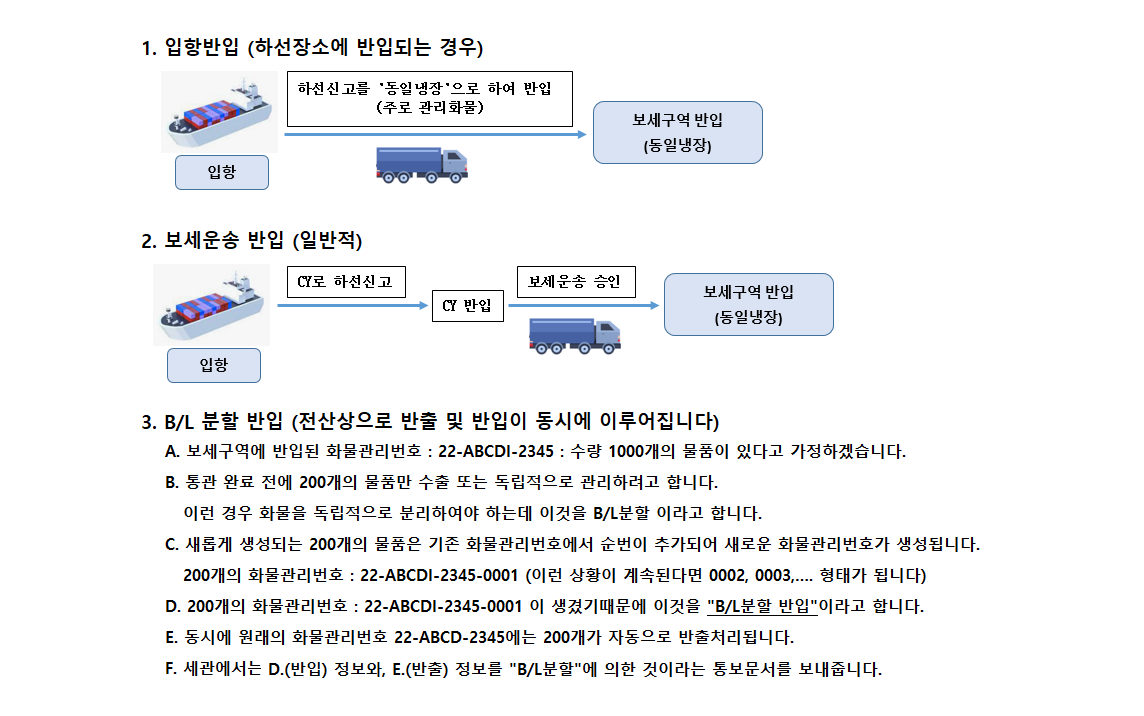 1. 입항반입 (하선장소에 반입되는 경우)
하선신고를 '동일냉장'으로 하여 반입
(주로 관리화물)
보세구역 반입
(동일냉장)
입항
2. 보세운송 반입 (일반적)
CY로 하선신고
CY 반입
보세운송 승인
보세구역 반입
(동일냉장)
입항
3. B/L 분할 반입 (전산상으로 반출 및 반입이 동시에 이루어집니다)
A. 보세구역에 반입된 화물관리번호 : 22-ABCDI-2345 : 수량 1000개의 물품이 있다고 가정하겠습니다.
B. 통관 완료 전에 200개의 물품만 수출 또는 독립적으로 관리하려고 합니다.
이런 경우 화물을 독립적으로 분리하여야 하는데 이것을 B/L분할 이라고 합니다.
C. 새롭게 생성되는 200개의 물품은 기존 화물관리번호에서 순번이 추가되어 새로운 화물관리번호가 생성됩니다.
200개의 화물관리번호 : 22-ABCDI-2345-0001 (이런 상황이 계속된다면 0002, 0003,.... 형태가 됩니다)
D. 200개의 화물관리번호 : 22-ABCDI-2345-0001 이 생겼기때문에 이것을 "B/L분할 반입"이라고 합니다.
E. 동시에 원래의 화물관리번호 22-ABCD-2345에는 200개가 자동으로 반출처리됩니다.
F. 세관에서는 D.(반입) 정보와, E.(반출) 정보를 "B/L분할"에 의한 것이라는 통보문서를 보내줍니다.